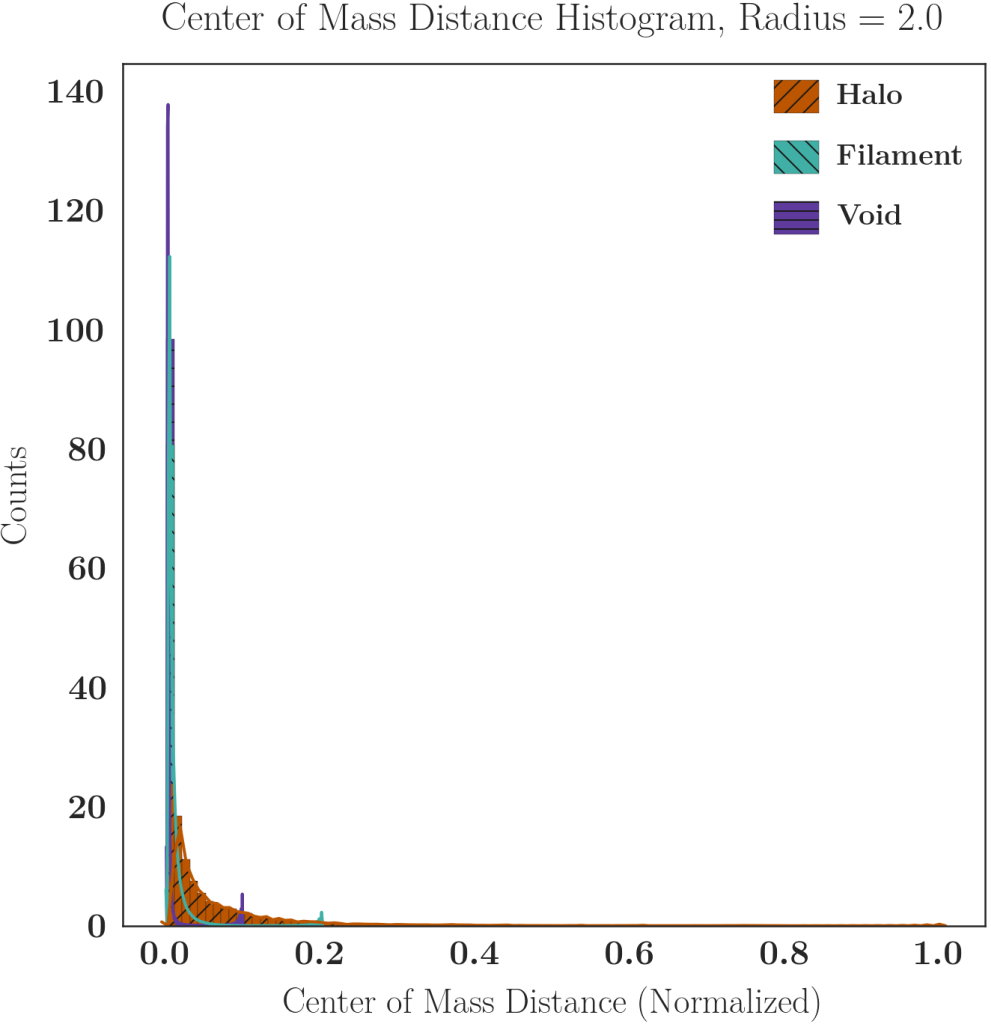 Center of Mass Distance Histogram, Radius = 2.0
140
120
100
80
60
40
20
0
Counts
Halo
Filament
Void
0.0 0.2 0.4 0.6 0.8 1.0
Center of Mass Distance (Normalized)